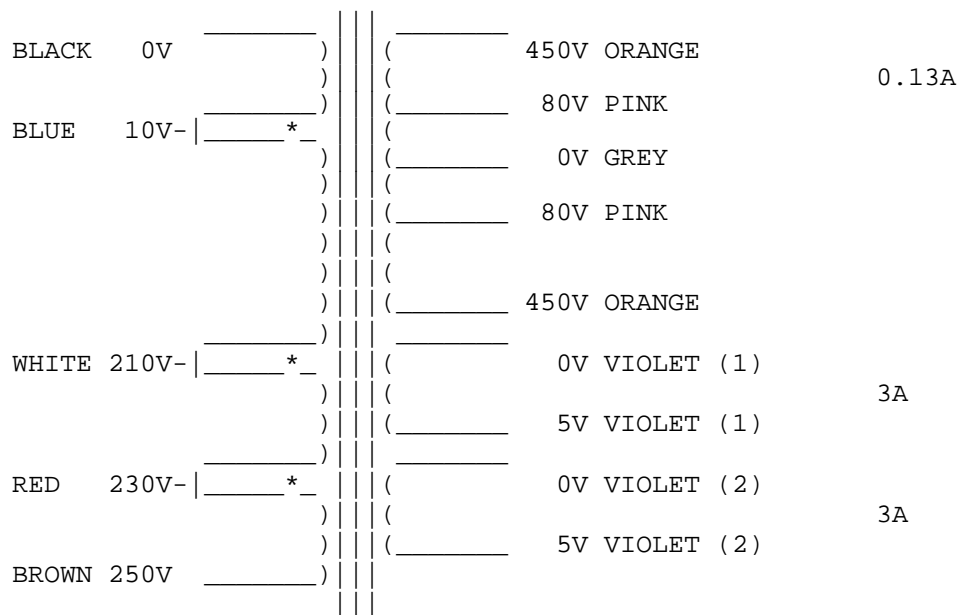 BLACK 0V 450V ORANGE
0.13A
80V PINK
BLUE 10V
0V GREY
80V PINK
450V ORANGE
WHITE 210V 0V VIOLET (1)
3A
5V VIOLET (1)
RED 230V 0V VIOLET (2)
3A
5V VIOLET (2)
BROWN 250V